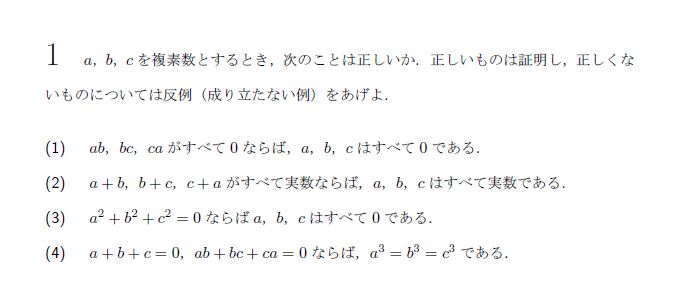 1 a，b，c を複素数とするとき，次のことは正しいか．正しいものは証明し，正しくな
いものについては反例（成り立たない例）をあげよ．
(1) ab，bc，ca がすべて 0 ならば，a，b，c はすべて 0 である．
(2) a + b，b + c，c + a がすべて実数ならば，a，b，c はすべて実数である．
(3) a² + b² + c² = 0 ならば a，b，c はすべて 0 である．
(4) a + b + c = 0，ab + bc + ca = 0 ならば，a³ = b³ = c³ である．